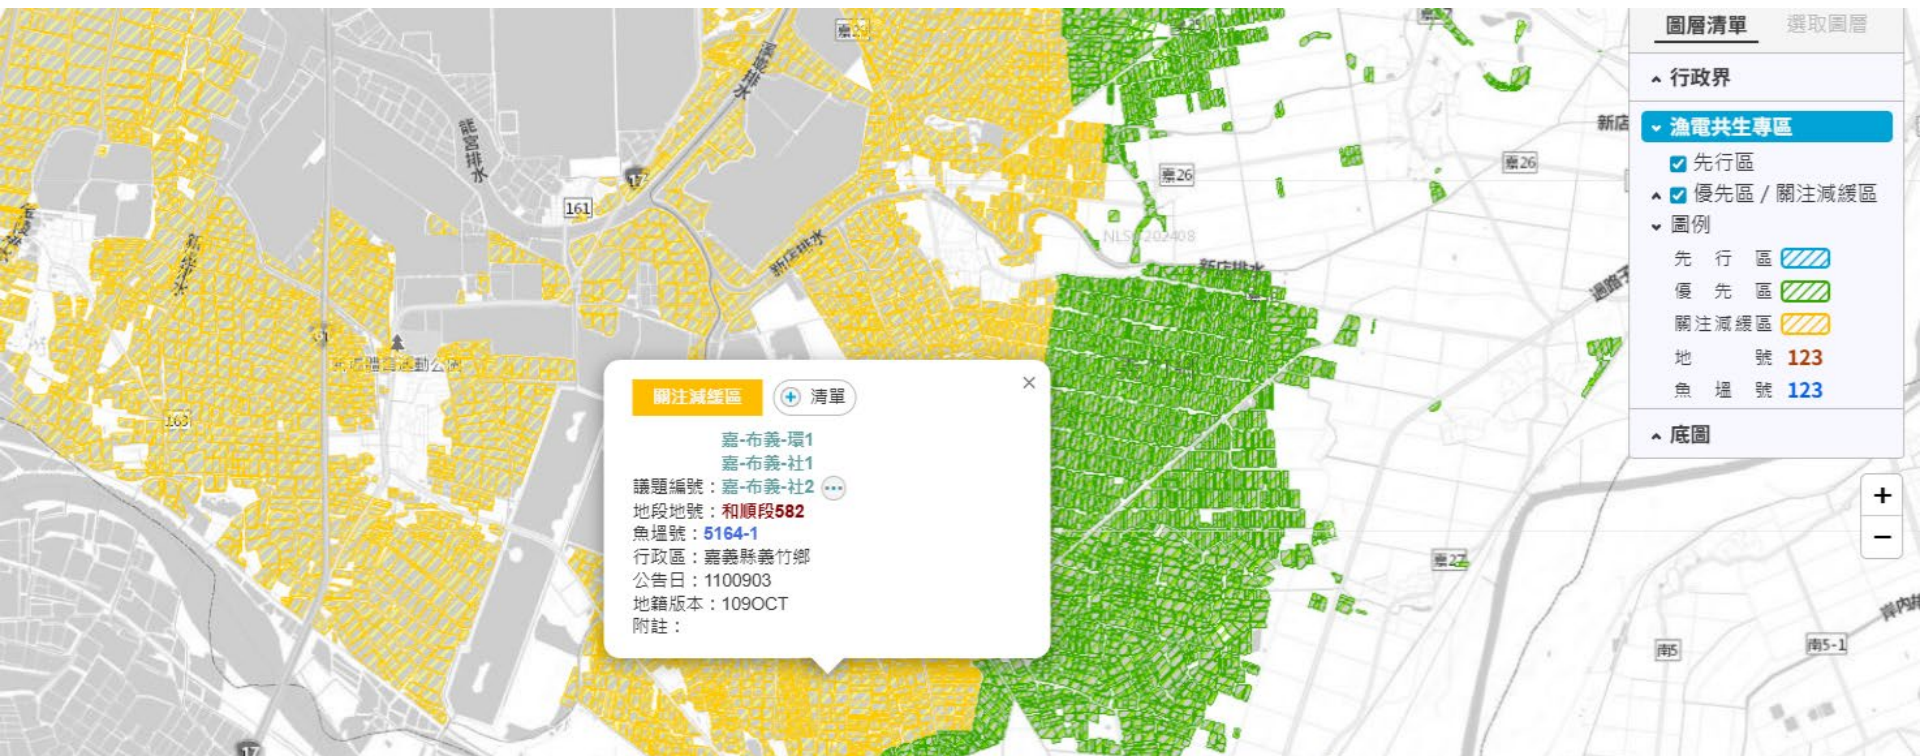 圖層清單 選取圖層
行政界
漁電共生專區
先行區
優先區 / 關注減緩區
圖例
先行區
優先區
關注減緩區
地號 123
魚塭號 123
底圖
+
−
關注減緩區 清單 ×
嘉-布義-環1
嘉-布義-社1
議題編號：嘉-布義-社2
地段地號：和順段582
魚塭號：5164-1
行政區：嘉義縣義竹鄉
公告日：1100903
地籍版本：109OCT
附註：
龍宮排水
161
17
新店排水
嘉26
嘉26
新店
新店排水
嘉27
163
南5
南5-1
17